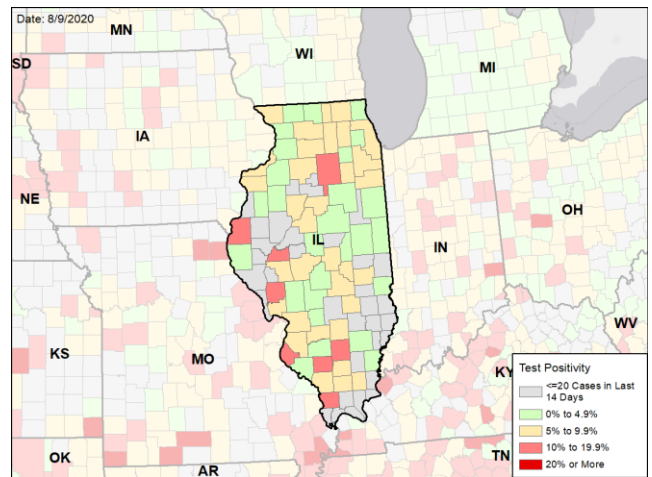 Date: 8/9/2020
MN
SD
WI
MI
IA
NE
IL
IN
OH
WV
KS
MO
KY
OK
AR
TN
Test Positivity
<=20 Cases in Last
14 Days
0% to 4.9%
5% to 9.9%
10% to 19.9%
20% or More